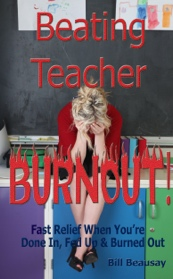 Beating
Teacher
BURNOUT!
Fast Relief When You're
Done In, Fed Up & Burned Out
Bill Beausay